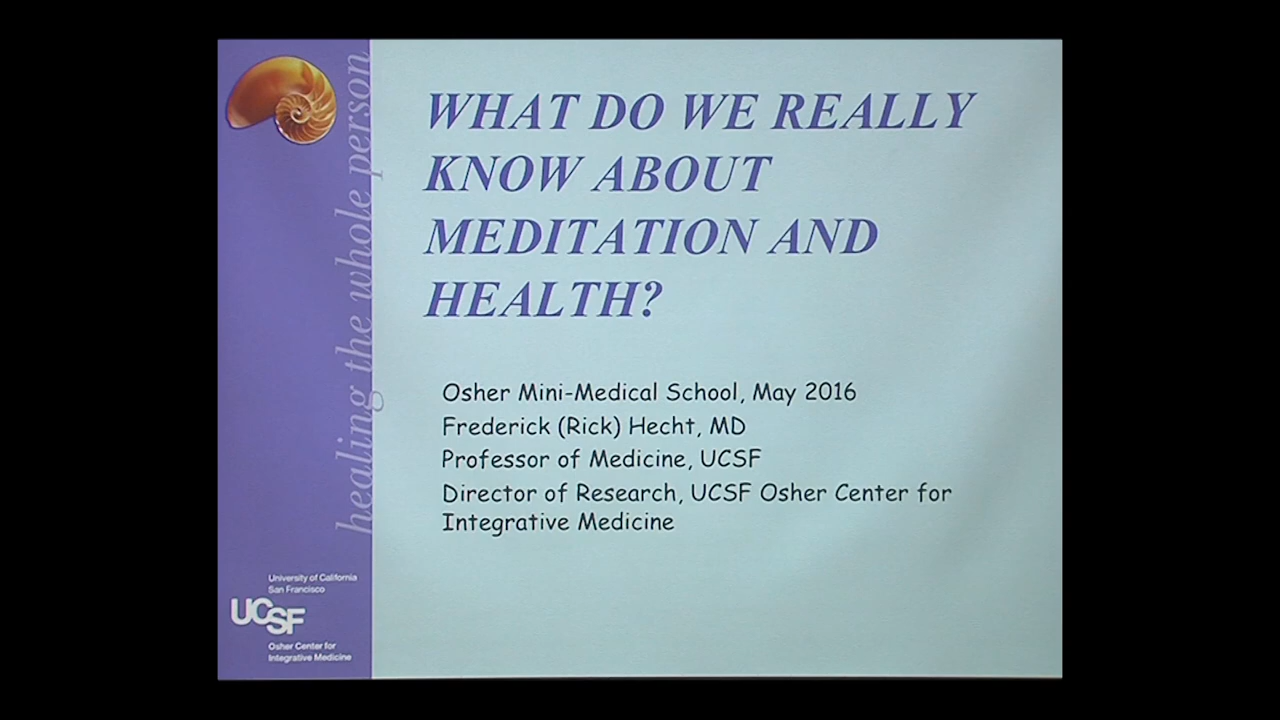 healing the whole person
WHAT DO WE REALLY
KNOW ABOUT
MEDITATION AND
HEALTH?
Osher Mini-Medical School, May 2016
Frederick (Rick) Hecht, MD
Professor of Medicine, UCSF
Director of Research, UCSF Osher Center for
Integrative Medicine
University of California
San Francisco
UCSF
Osher Center for
Integrative Medicine